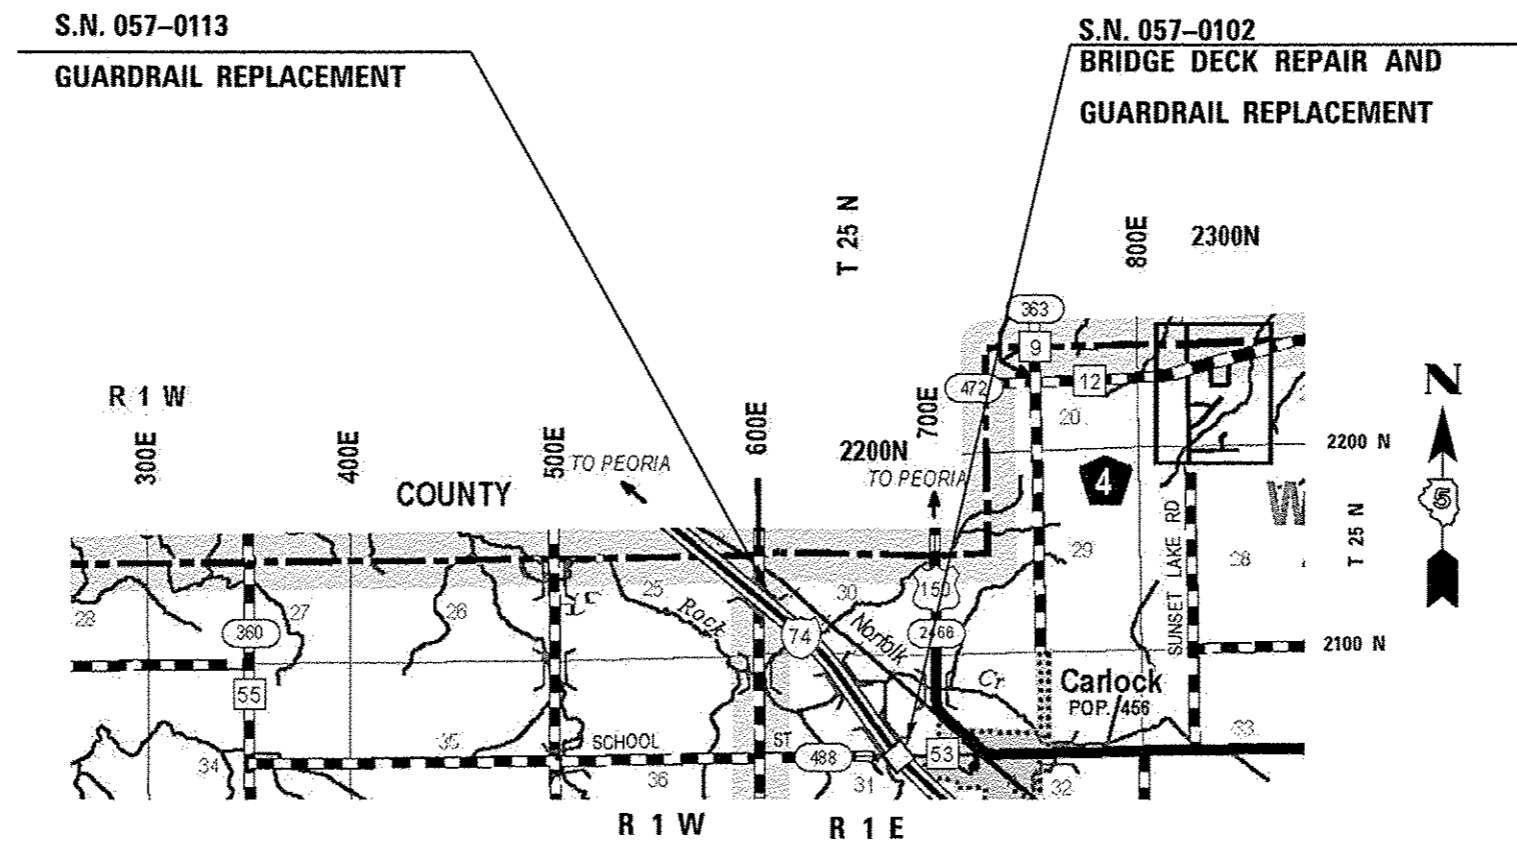 S.N. 057–0113
GUARDRAIL REPLACEMENT
S.N. 057–0102
BRIDGE DECK REPAIR AND
GUARDRAIL REPLACEMENT
T 25 N
800E
2300N
363
9
12
472
20
R 1 W
300E
400E
500E
600E
700E
2200N
TO PEORIA
TO PEORIA
COUNTY
4
2200 N
N
5
W
T 25 N
SUNSET LAKE RD
28
27
26
25
30
29
28
Rock
150
Norfolk
74
2468
360
2100 N
55
Cr
Carlock
POP. 456
35
SCHOOL ST
488
53
33
34
36
31
32
R 1 W
R 1 E